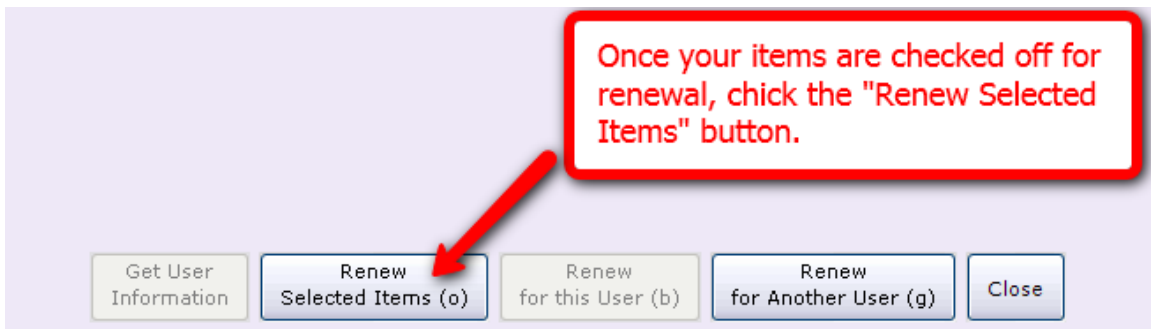 Once your items are checked off for
renewal, chick the "Renew Selected
Items" button.
Get User
Information
Renew
Selected Items (o)
Renew
for this User (b)
Renew
for Another User (g)
Close